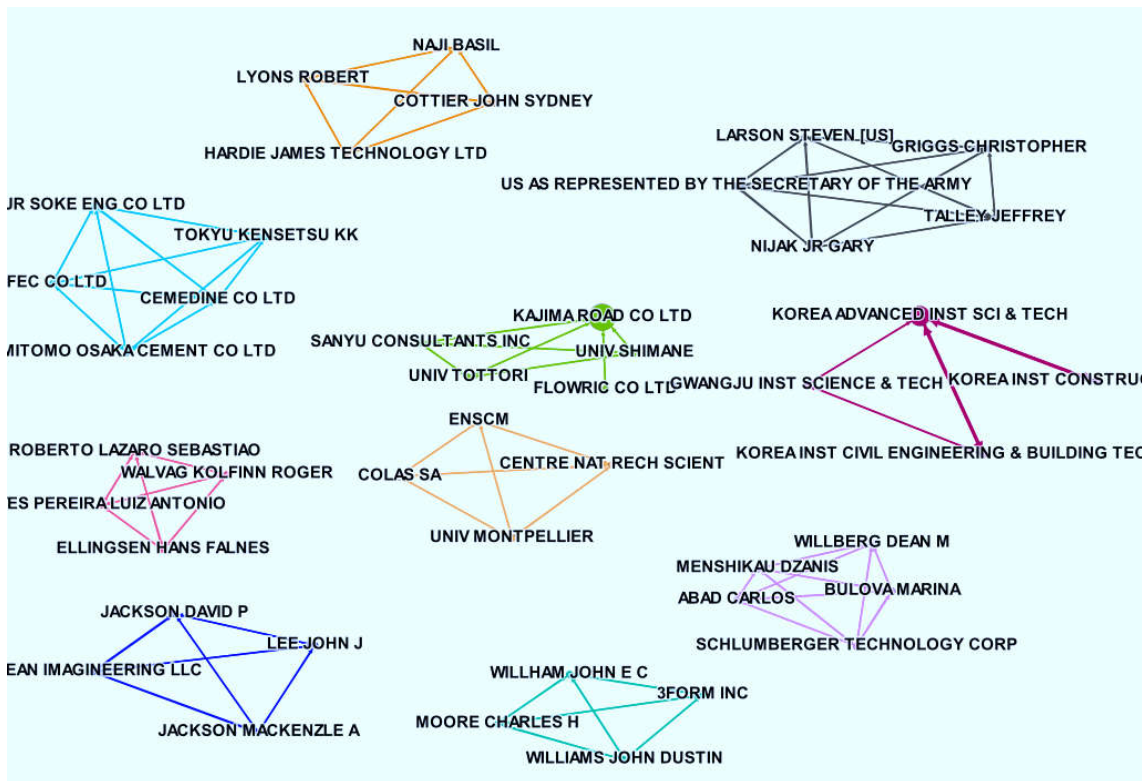 NAJI BASIL
LYONS ROBERT
COTTIER JOHN SYDNEY
HARDIE JAMES TECHNOLOGY LTD
LARSON STEVEN [US]
GRIGGS CHRISTOPHER
US AS REPRESENTED BY THE SECRETARY OF THE ARMY
TALLEY JEFFREY
NIJAK JR GARY
UR SOKE ENG CO LTD
TOKYU KENSETSU KK
FEC CO LTD
CEMEDINE CO LTD
MITOMO OSAKA CEMENT CO LTD
KAJIMA ROAD CO LTD
SANYU CONSULTANTS INC
UNIV SHIMANE
UNIV TOTTORI
FLOWRIC CO LTD
KOREA ADVANCED INST SCI & TECH
GWANGJU INST SCIENCE & TECH
KOREA INST CONSTRUC
KOREA INST CIVIL ENGINEERING & BUILDING TEC
ROBERTO LAZARO SEBASTIAO
WALVAG KOLFINN ROGER
ES PEREIRA LUIZ ANTONIO
ELLINGSEN HANS FALNES
ENSCM
COLAS SA
CENTRE NAT RECH SCIENT
UNIV MONTPELLIER
WILLBERG DEAN M
MENSHIKAU DZANIS
BULOVA MARINA
ABAD CARLOS
SCHLUMBERGER TECHNOLOGY CORP
JACKSON DAVID P
LEE JOHN J
EAN IMAGINEERING LLC
JACKSON MACKENZLE A
WILLHAM JOHN E C
3FORM INC
MOORE CHARLES H
WILLIAMS JOHN DUSTIN